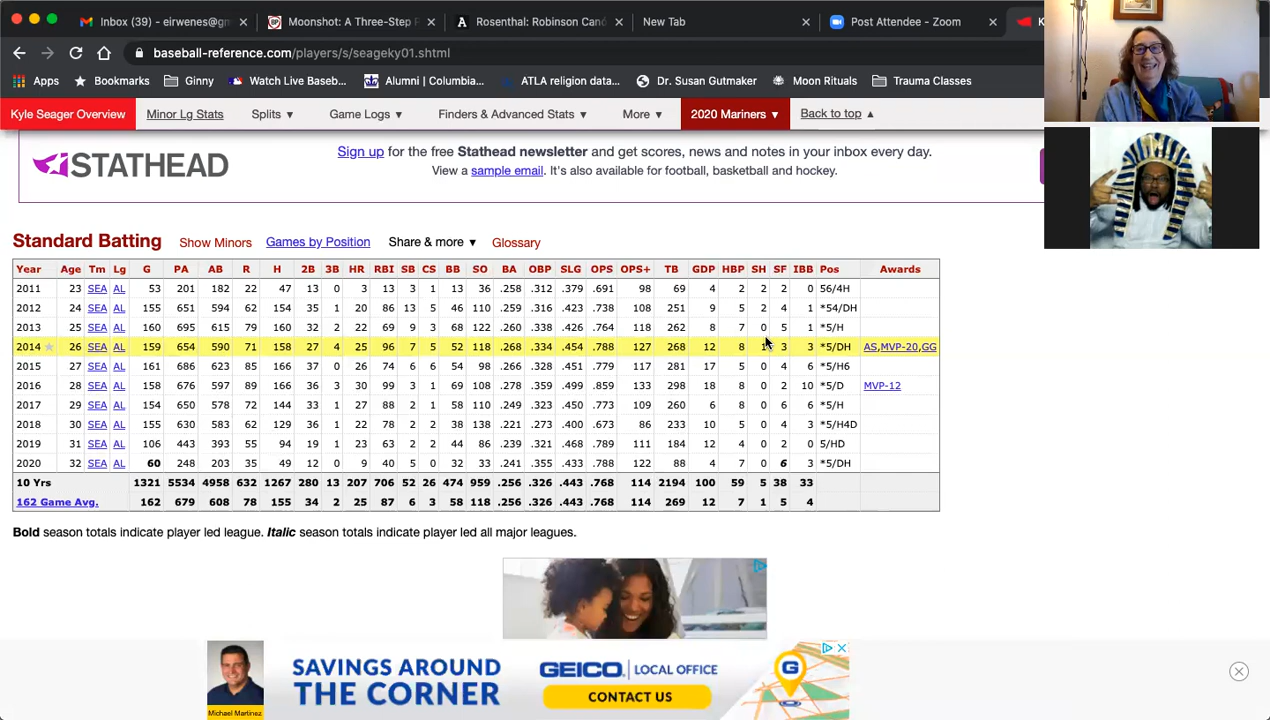 Inbox (39) - eirwenes@gm
Moonshot: A Three-Step R
Rosenthal: Robinson Canó
New Tab
Post Attendee - Zoom
baseball-reference.com/players/s/seageky01.shtml
Apps Bookmarks Ginny Watch Live Baseb... Alumni | Columbia... ATLA religion data... Dr. Susan Gutmaker Moon Rituals Trauma Classes
Kyle Seager Overview Minor Lg Stats Splits ▼ Game Logs ▼ Finders & Advanced Stats ▼ More ▼ 2020 Mariners ▼ Back to top ▲
STATHEAD
Sign up for the free Stathead newsletter and get scores, news and notes in your inbox every day.
View a sample email. It's also available for football, basketball and hockey.
Standard Batting Show Minors Games by Position Share & more ▼ Glossary
Year Age Tm Lg G PA AB R H 2B 3B HR RBI SB CS BB SO BA OBP SLG OPS OPS+ TB GDP HBP SH SF IBB Pos Awards
2011 23 SEA AL 53 201 182 22 47 13 0 3 13 3 1 13 36 .258 .312 .379 .691 98 69 4 2 2 2 0 56/4H
2012 24 SEA AL 155 651 594 62 154 35 1 20 86 13 5 46 110 .259 .316 .423 .738 108 251 9 5 2 4 1 *54/DH
2013 25 SEA AL 160 695 615 79 160 32 2 22 69 9 3 68 122 .260 .338 .426 .764 118 262 8 7 0 5 1 *5/H
2014 26 SEA AL 159 654 590 71 158 27 4 25 96 7 5 52 118 .268 .334 .454 .788 127 268 12 8 1 3 3 *5/DH AS,MVP-20,GG
2015 27 SEA AL 161 686 623 85 166 37 0 26 74 6 6 54 98 .266 .328 .451 .779 117 281 17 5 0 4 6 *5/H6
2016 28 SEA AL 158 676 597 89 166 36 3 30 99 3 1 69 108 .278 .359 .499 .859 133 298 18 8 0 2 10 *5/D MVP-12
2017 29 SEA AL 154 650 578 72 144 33 1 27 88 2 1 58 110 .249 .323 .450 .773 109 260 6 8 0 6 6 *5/H
2018 30 SEA AL 155 630 583 62 129 36 1 22 78 2 2 38 138 .221 .273 .400 .673 86 233 10 5 0 4 3 *5/H4D
2019 31 SEA AL 106 443 393 55 94 19 1 23 63 2 2 44 86 .239 .321 .468 .789 111 184 12 4 0 2 0 5/HD
2020 32 SEA AL 60 248 203 35 49 12 0 9 40 5 0 32 33 .241 .355 .433 .788 122 88 4 7 0 6 3 *5/DH
10 Yrs 1321 5534 4958 632 1267 280 13 207 706 52 26 474 959 .256 .326 .443 .768 114 2194 100 59 5 38 33
162 Game Avg. 162 679 608 78 155 34 2 25 87 6 3 58 118 .256 .326 .443 .768 114 269 12 7 1 5 4
Bold season totals indicate player led league. Italic season totals indicate player led all major leagues.
SAVINGS AROUND
THE CORNER
GEICO LOCAL OFFICE
CONTACT US
G
Michael Martinez